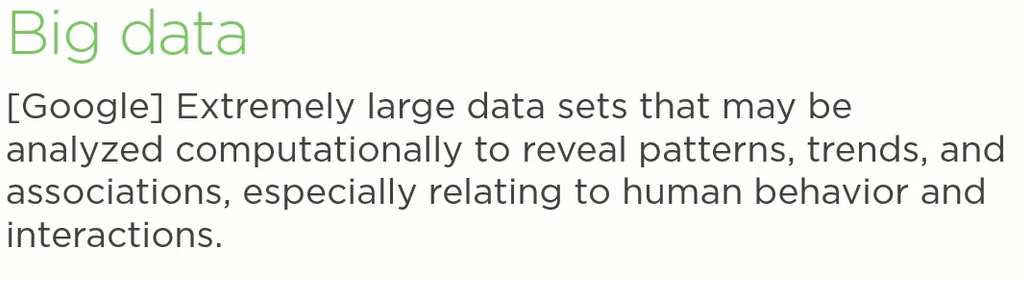 Big data
[Google] Extremely large data sets that may be
analyzed computationally to reveal patterns, trends, and
associations, especially relating to human behavior and
interactions.